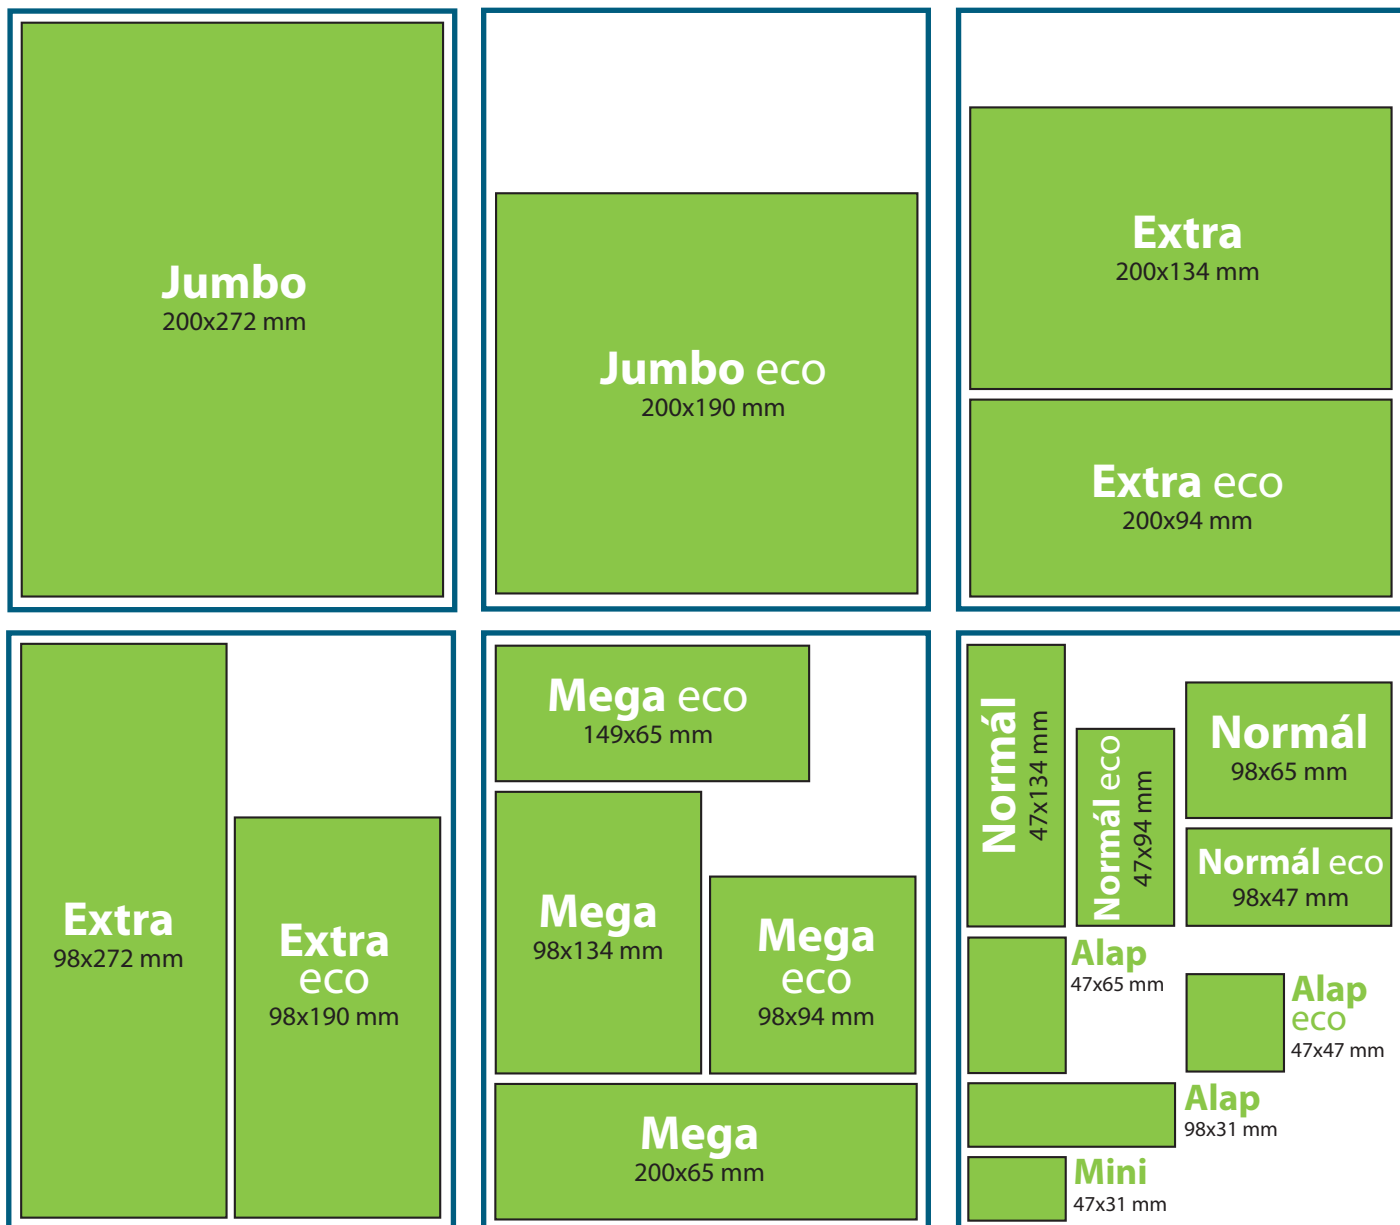 Jumbo
200x272 mm
Jumbo eco
200x190 mm
Extra
200x134 mm
Extra eco
200x94 mm
Extra
98x272 mm
Extra
eco
98x190 mm
Mega eco
149x65 mm
Mega
98x134 mm
Mega
eco
98x94 mm
Mega
200x65 mm
Normál
47x134 mm
Normál eco
47x94 mm
Normál
98x65 mm
Normál eco
98x47 mm
Alap
47x65 mm
Alap
eco
47x47 mm
Alap
98x31 mm
Mini
47x31 mm